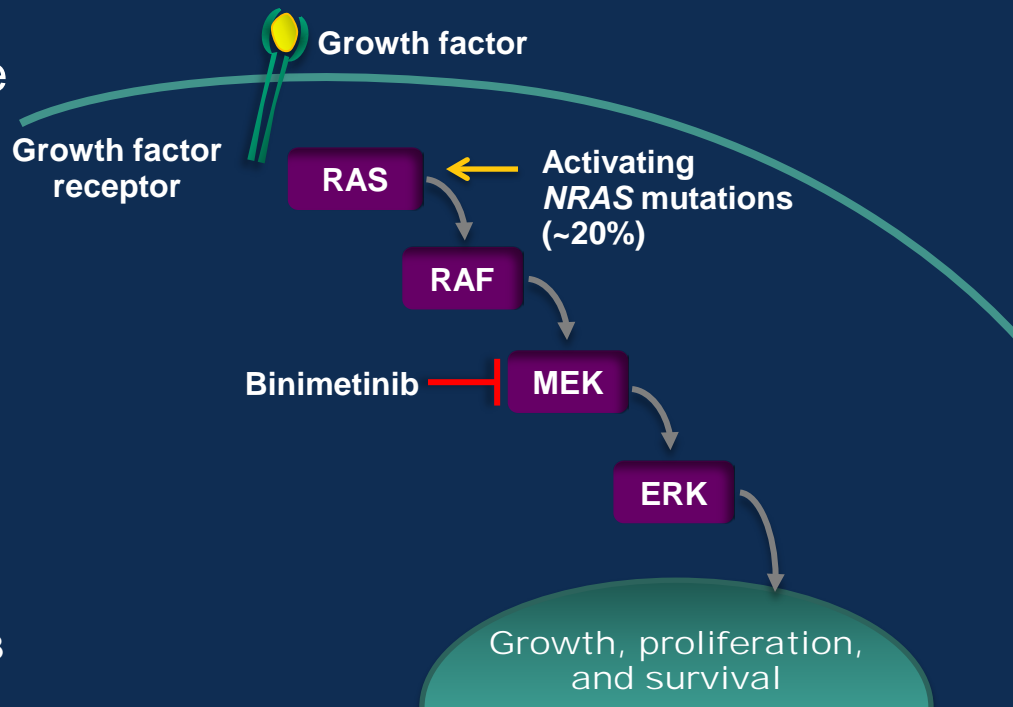 Growth factor
e
Growth factor
receptor
RAS
Activating
NRAS mutations
(~20%)
RAF
Binimetinib
MEK
ERK
Growth, proliferation,
and survival